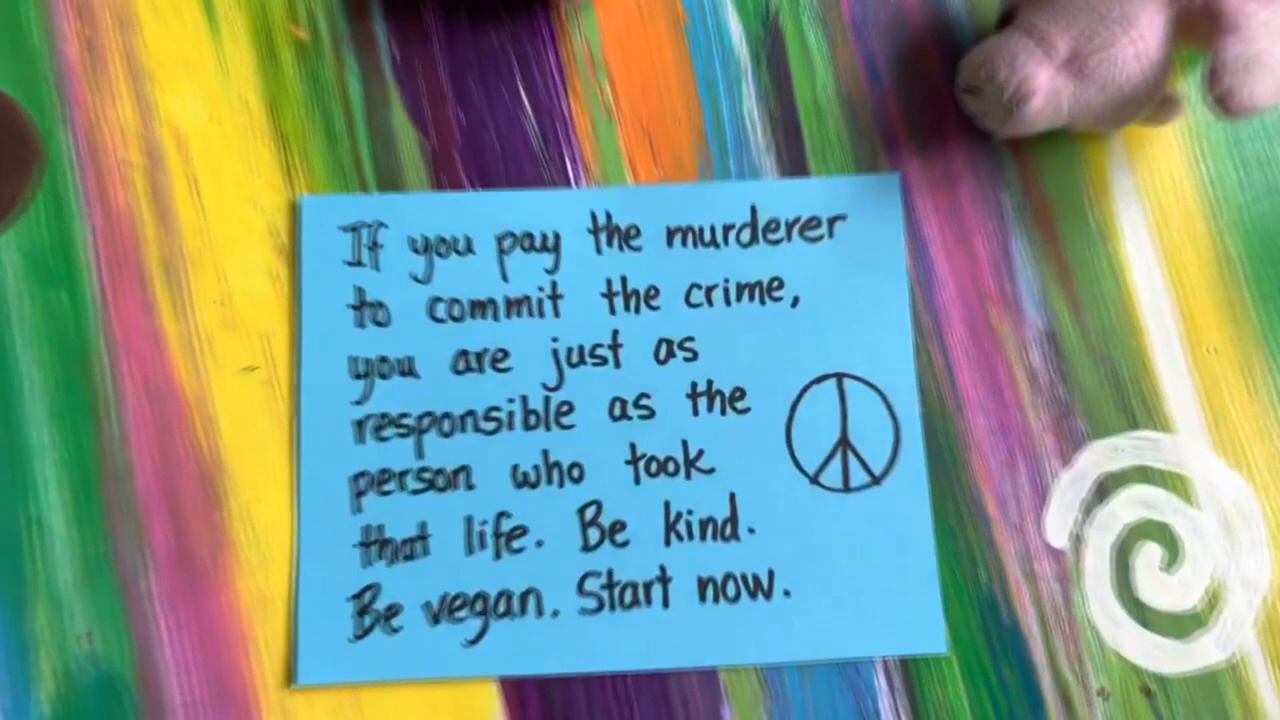 If you pay the murderer
to commit the crime,
you are just as
responsible as the
person who took
that life. Be kind.
Be vegan. Start now.